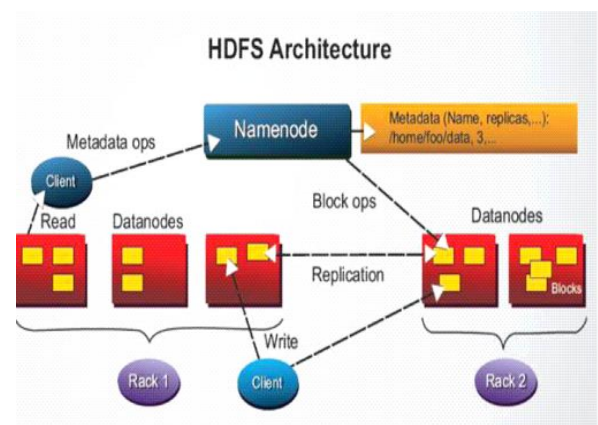 HDFS Architecture
Namenode
Metadata (Name, replicas,...):
/home/foo/data, 3,...
Metadata ops
Client
Read
Datanodes
Block ops
Datanodes
Replication
Blocks
Write
Rack 1
Client
Rack 2